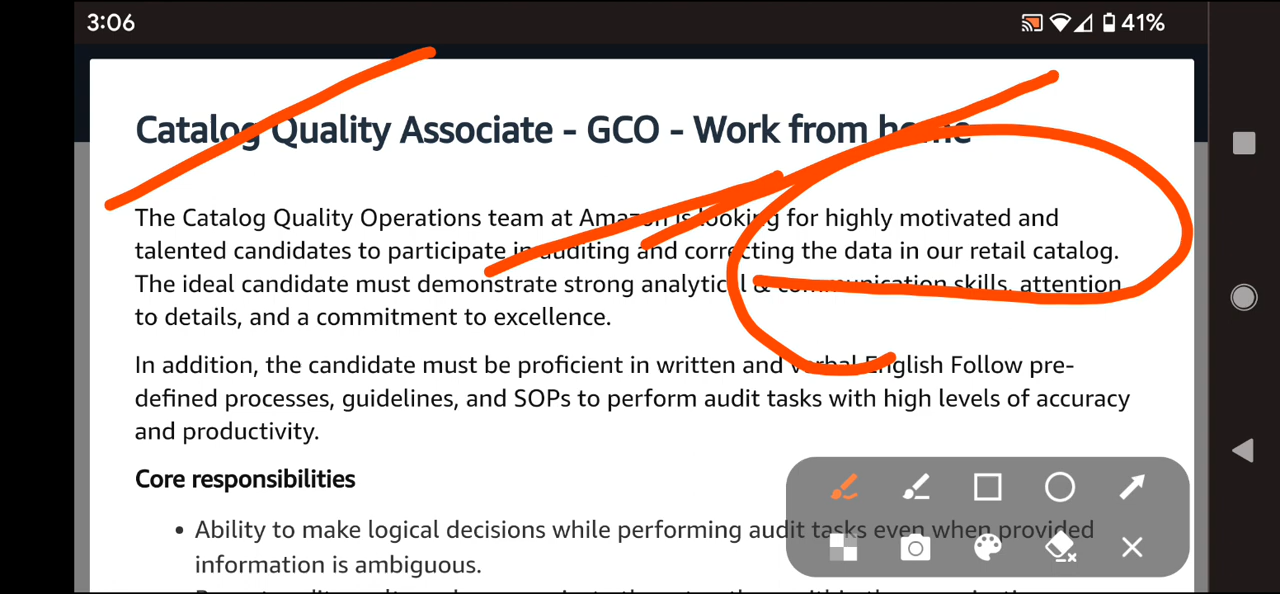 3:06
41%
Catalog Quality Associate - GCO - Work from home
The Catalog Quality Operations team at Amazon is looking for highly motivated and
talented candidates to participate in auditing and correcting the data in our retail catalog.
The ideal candidate must demonstrate strong analytical & communication skills, attention
to details, and a commitment to excellence.
In addition, the candidate must be proficient in written and verbal English Follow pre-
defined processes, guidelines, and SOPs to perform audit tasks with high levels of accuracy
and productivity.
Core responsibilities
• Ability to make logical decisions while performing audit tasks even when provided
information is ambiguous.